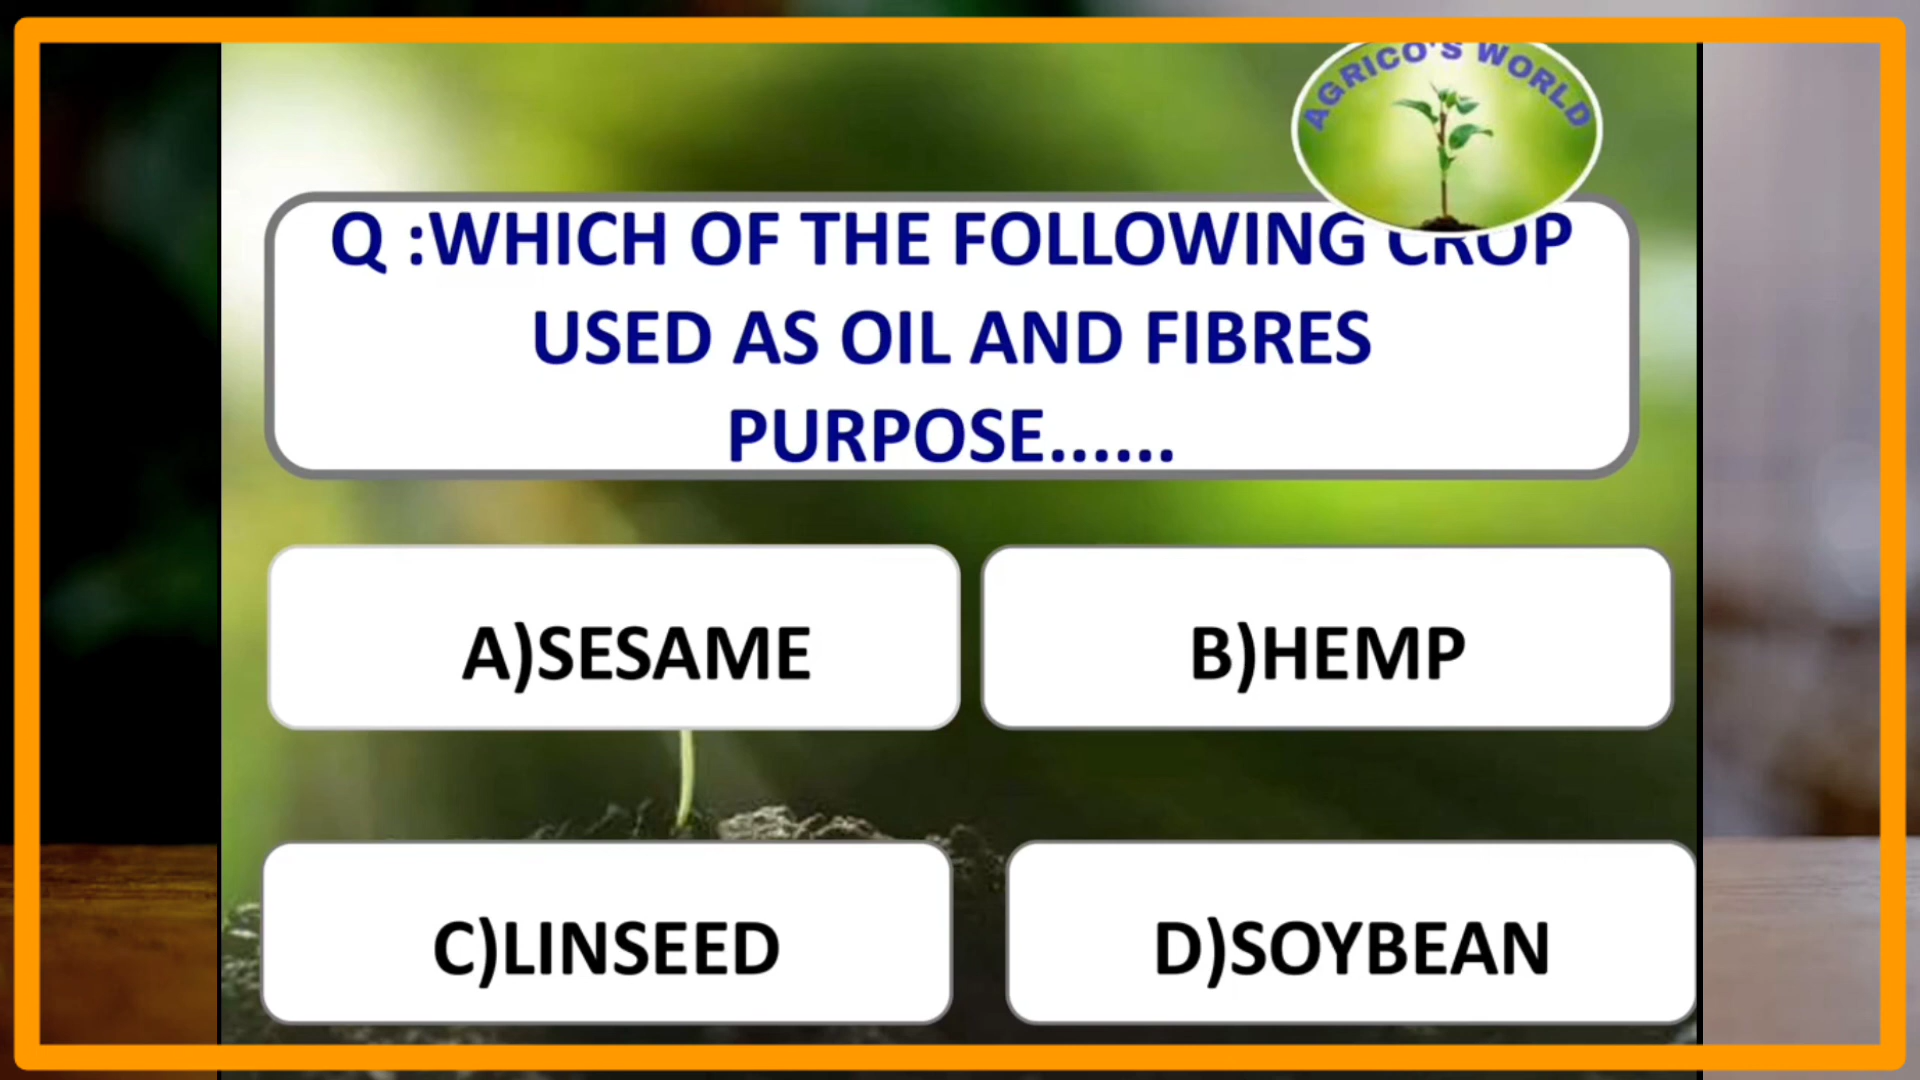 AGRICO'S WORLD
Q :WHICH OF THE FOLLOWING CROP
USED AS OIL AND FIBRES
PURPOSE......
A)SESAME
B)HEMP
C)LINSEED
D)SOYBEAN